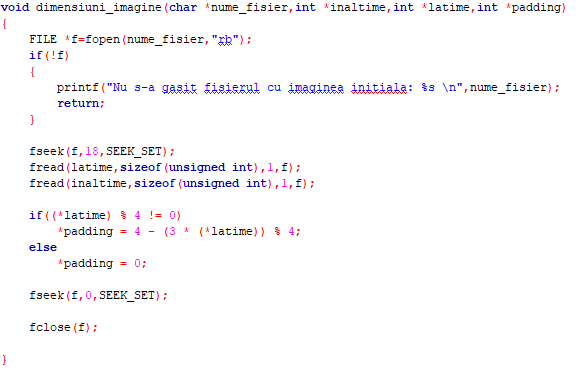 void dimensiuni_imagine(char *nume_fisier,int *inaltime,int *latime,int *padding)
{
    FILE *f=fopen(nume_fisier,"rb");
    if(!f)
    {
        printf("Nu s-a gasit fisierul cu imaginea initiala: %s \n",nume_fisier);
        return;
    }

    fseek(f,18,SEEK_SET);
    fread(latime,sizeof(unsigned int),1,f);
    fread(inaltime,sizeof(unsigned int),1,f);

    if((*latime) % 4 != 0)
        *padding = 4 - (3 * (*latime)) % 4;
    else
        *padding = 0;

    fseek(f,0,SEEK_SET);

    fclose(f);

}